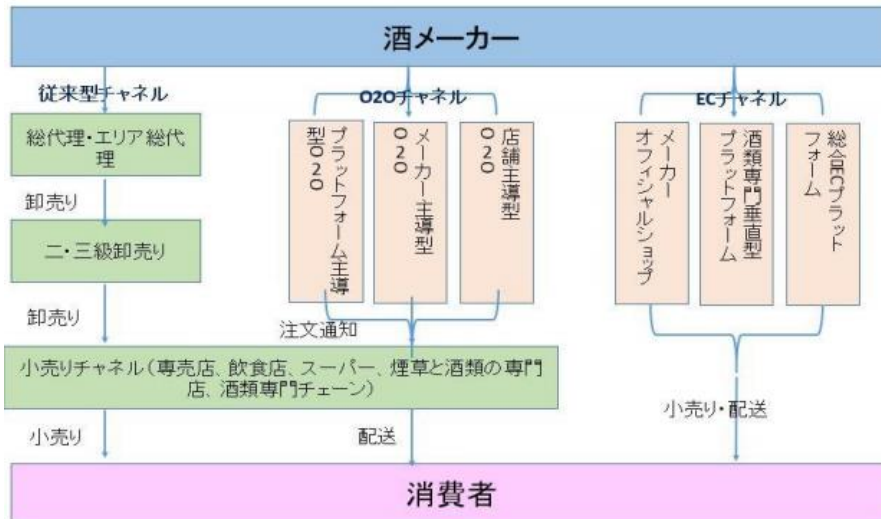 酒メーカー
従来型チャネル
O2Oチャネル
ECチャネル
総代理・エリア総代
理
卸売り
二・三級卸売り
卸売り
プラットフォーム主導
型O2O
メーカー主導型
O2O
店舗主導型
O2O
注文通知
メーカー
オフィシャルショップ
酒類専門垂直型
プラットフォーム
総合ECプラット
フォーム
小売りチャネル（専売店、飲食店、スーパー、煙草と酒類の専門
店、酒類専門チェーン）
小売り
配送
小売り・配送
消費者